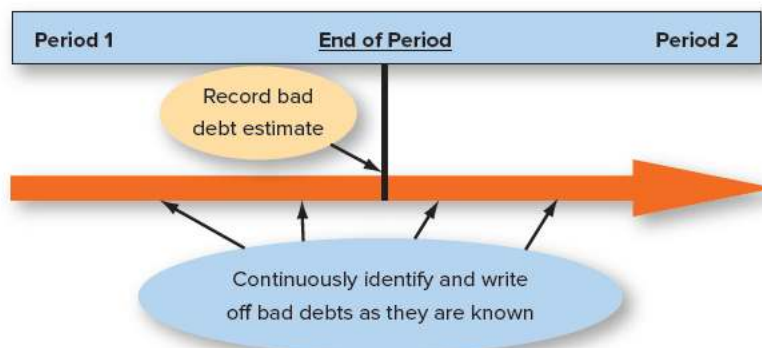 Period 1 End of Period Period 2
Record bad
debt estimate
Continuously identify and write
off bad debts as they are known